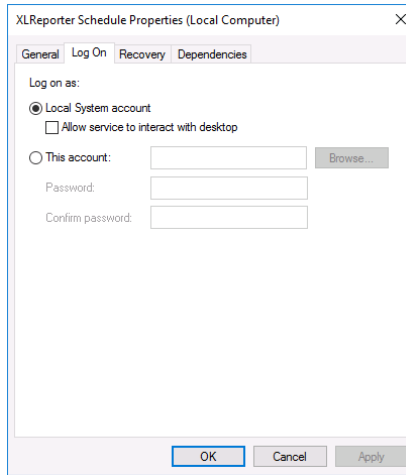 XLReporter Schedule Properties (Local Computer)
General Log On Recovery Dependencies
Log on as:
Local System account
Allow service to interact with desktop
This account:
Browse...
Password:
Confirm password:
OK Cancel Apply